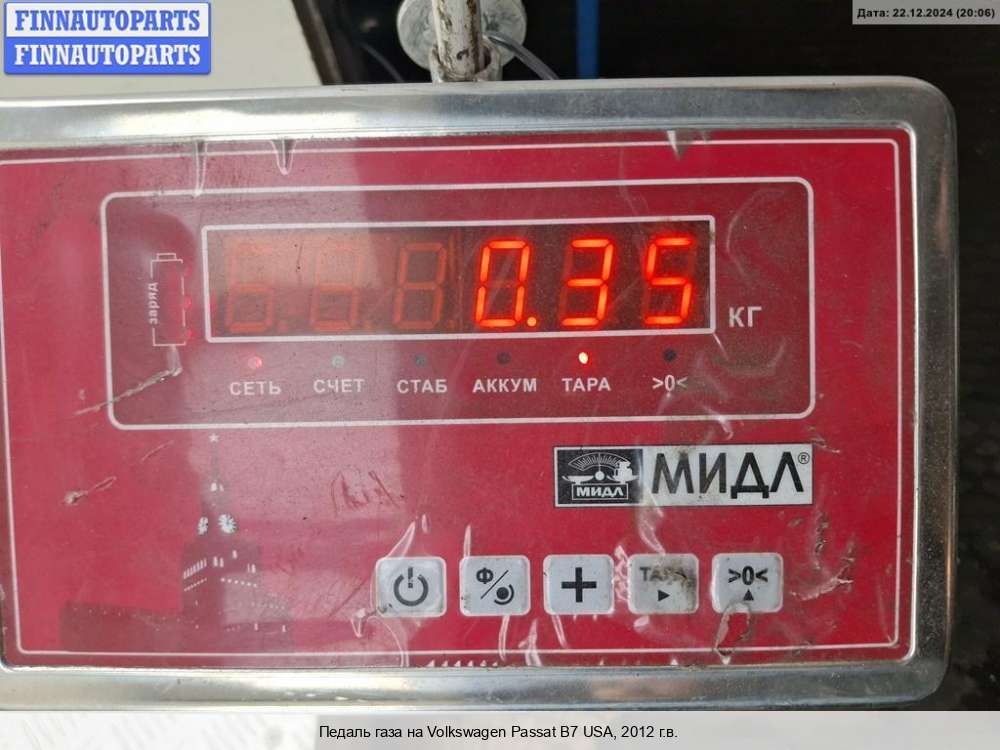 FINNAUTOPARTS
FINNAUTOPARTS
Дата: 22.12.2024 (20:06)
заряд
0.35
КГ
СЕТЬ СЧЕТ СТАБ АККУМ ТАРА >0<
МИДЛ
МИДЛ®
Ф/ + ТАРА >0<
Педаль газа на Volkswagen Passat B7 USA, 2012 г.в.